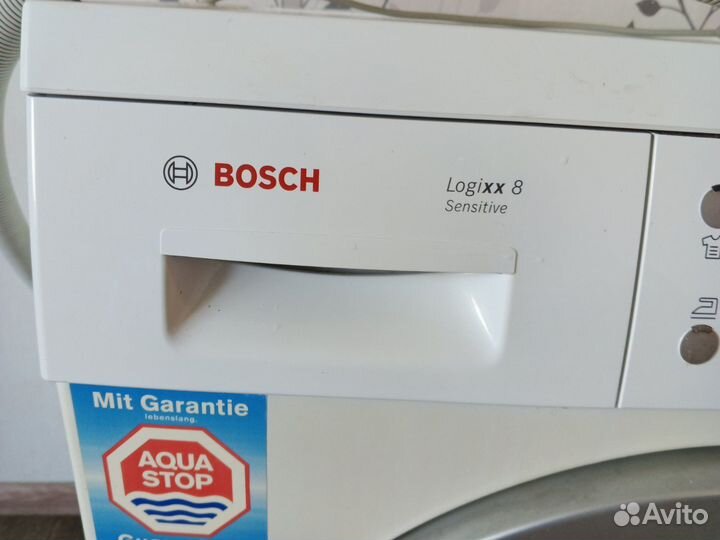 BOSCH
Logixx 8
Sensitive
Mit Garantie
lebenslang.
AQUA
STOP
Avito